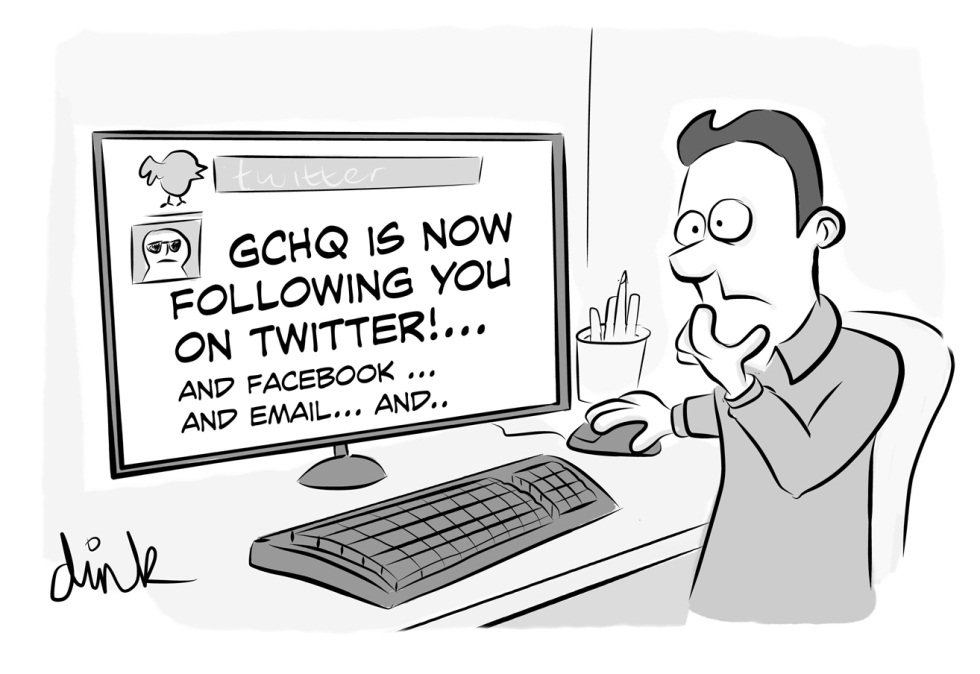 twitter
GCHQ IS NOW
FOLLOWING YOU
ON TWITTER!...
AND FACEBOOK ...
AND EMAIL... AND..
dink